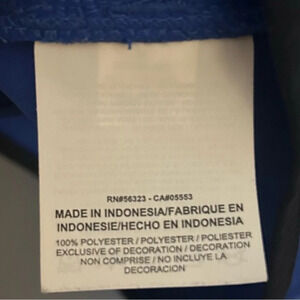 RN#56323 - CA#05553
MADE IN INDONESIA/FABRIQUE EN
INDONESIE/HECHO EN INDONESIA
100% POLYESTER / POLYESTER / POLIESTER
EXCLUSIVE OF DECORATION / DECORATION
NON COMPRISE / NO INCLUYE LA
DECORACION